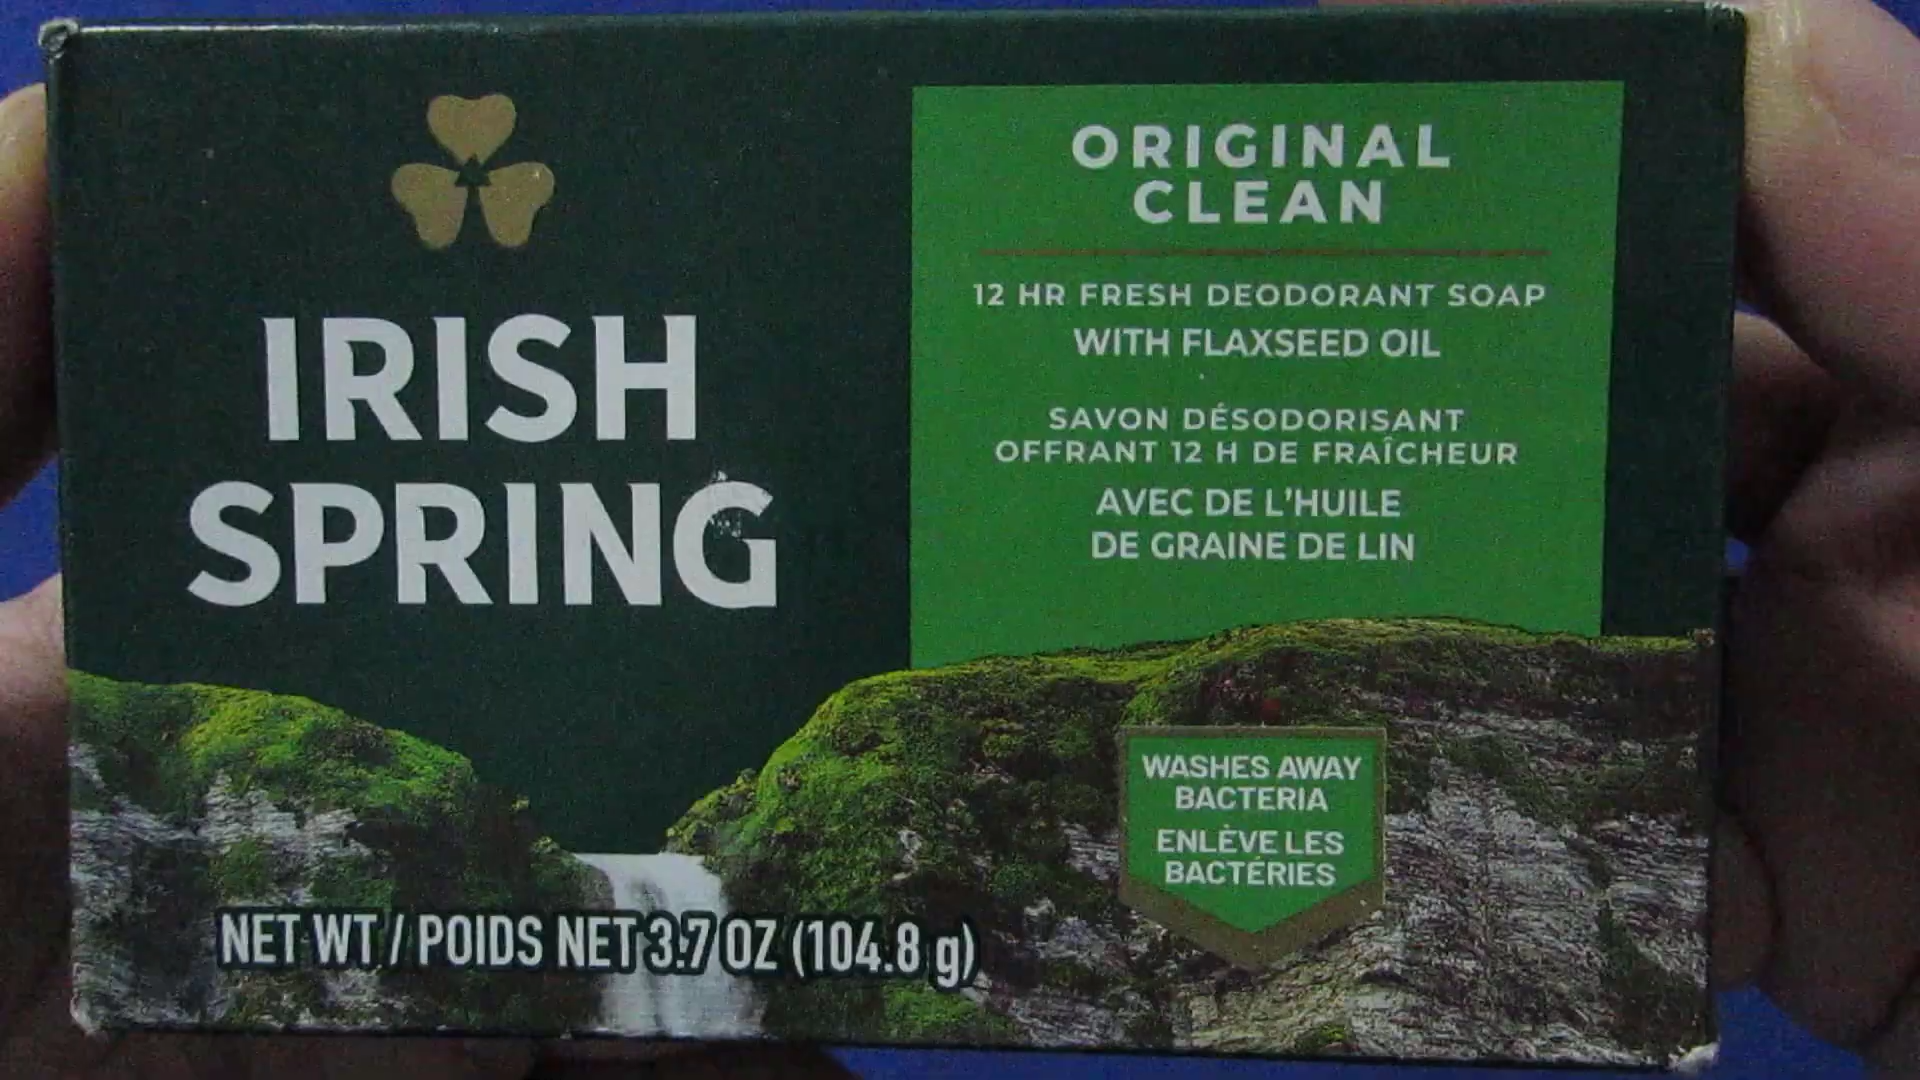 IRISH
SPRING
ORIGINAL
CLEAN
12 HR FRESH DEODORANT SOAP
WITH FLAXSEED OIL
SAVON DÉSODORISANT
OFFRANT 12 H DE FRAÎCHEUR
AVEC DE L'HUILE
DE GRAINE DE LIN
WASHES AWAY
BACTERIA
ENLÈVE LES
BACTÉRIES
NET WT / POIDS NET 3.7 OZ (104.8 g)